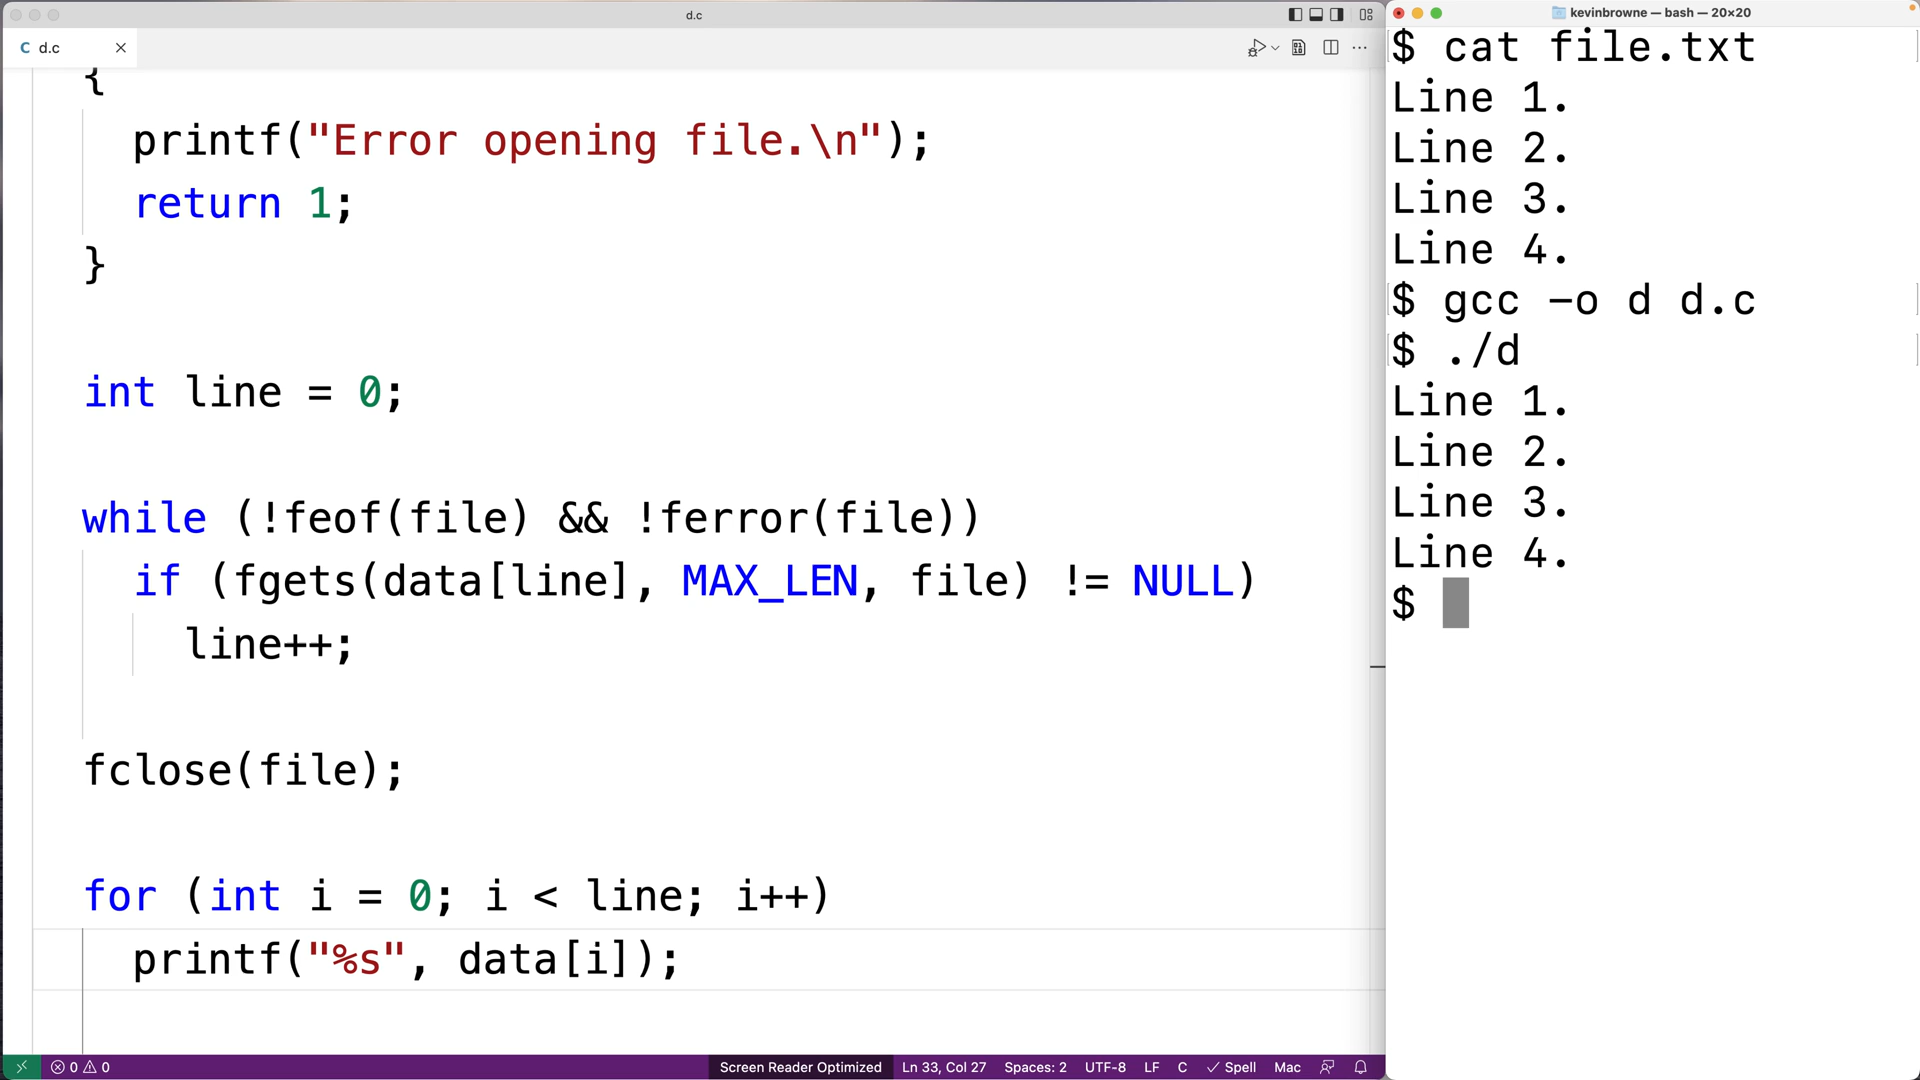 d.c
C d.c
{
printf("Error opening file.\n");
return 1;
}
int line = 0;
while (!feof(file) && !ferror(file))
if (fgets(data[line], MAX_LEN, file) != NULL)
line++;
fclose(file);
for (int i = 0; i < line; i++)
printf("%s", data[i]);
0 0
Screen Reader Optimized Ln 33, Col 27 Spaces: 2 UTF-8 LF C Spell Mac
kevinbrowne — bash — 20×20
$ cat file.txt
Line 1.
Line 2.
Line 3.
Line 4.
$ gcc -o d d.c
$ ./d
Line 1.
Line 2.
Line 3.
Line 4.
$